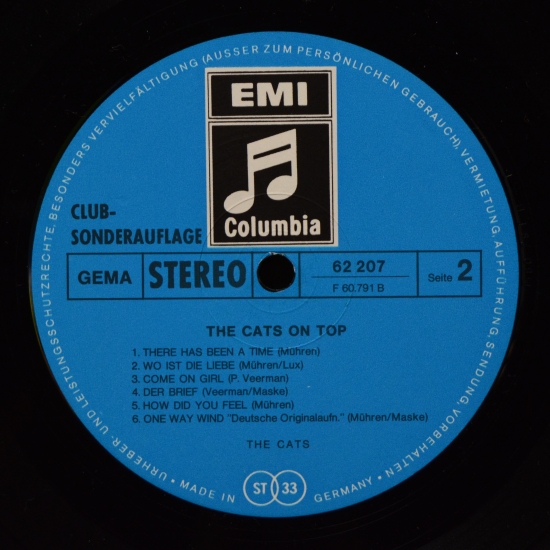 URHEBER- UND LEISTUNGSSCHUTZRECHTE, BESONDERS VERVIELFÄLTIGUNG (AUSSER ZUM PERSÖNLICHEN GEBRAUCH), VERMIETUNG, AUFFÜHRUNG, SENDUNG, VORBEHALTEN
EMI
Columbia
CLUB-
SONDERAUFLAGE
GEMA STEREO 62 207 Seite 2
F 60.791 B
THE CATS ON TOP
1. THERE HAS BEEN A TIME (Mühren)
2. WO IST DIE LIEBE (Mühren/Lux)
3. COME ON GIRL (P. Veerman)
4. DER BRIEF (Veerman/Maske)
5. HOW DID YOU FEEL (Mühren)
6. ONE WAY WIND "Deutsche Originalaufn." (Mühren/Maske)
THE CATS
• MADE IN ST 33 GERMANY •